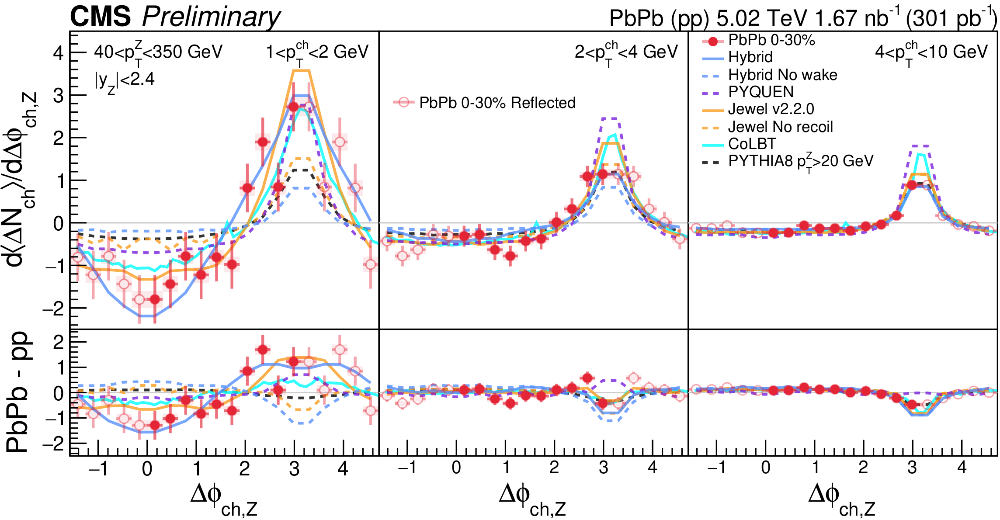 CMS Preliminary
PbPb (pp) 5.02 TeV 1.67 nb⁻¹ (301 pb⁻¹)
d⟨ΔN_ch⟩/dΔϕ_ch,Z
40<p_T^Z<350 GeV
|y_Z|<2.4
1<p_T^ch<2 GeV
4
3
2
1
0
−1
−2
2<p_T^ch<4 GeV
PbPb 0-30% Reflected
4<p_T^ch<10 GeV
PbPb 0-30%
Hybrid
Hybrid No wake
PYQUEN
Jewel v2.2.0
Jewel No recoil
CoLBT
PYTHIA8 p_T^Z>20 GeV
PbPb - pp
2
1
0
−1
−2
−1 0 1 2 3 4
−1 0 1 2 3 4
−1 0 1 2 3 4
Δϕ_ch,Z
Δϕ_ch,Z
Δϕ_ch,Z